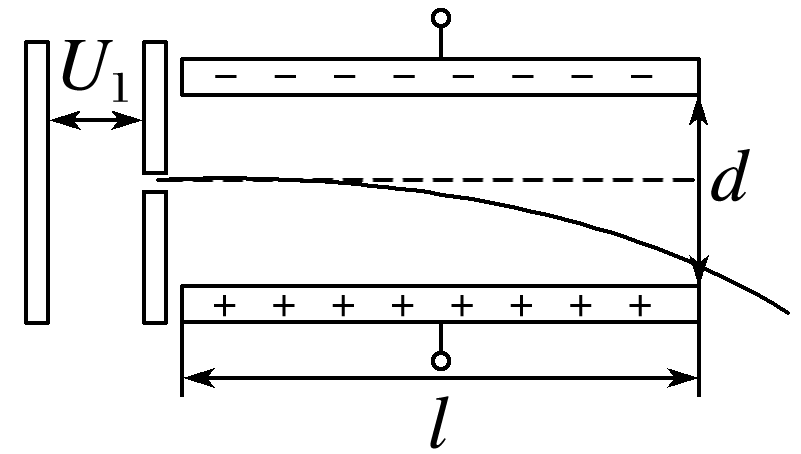 U₁
− − − − − − − −
d
+ + + + + + + +
l